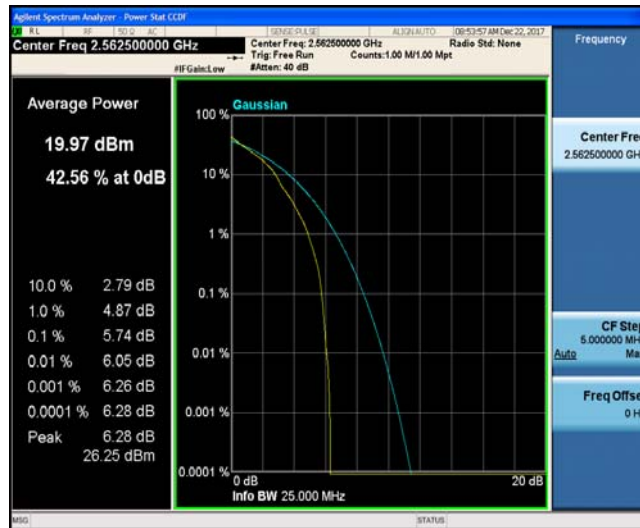 Agilent Spectrum Analyzer - Power Stat CCDF
RL RF 50 Ω AC SENSE:PULSE ALIGN AUTO 08:53:57 AM Dec 22, 2017
Center Freq 2.562500000 GHz
Center Freq: 2.562500000 GHz Radio Std: None
Trig: Free Run Counts:1.00 M/1.00 Mpt
#IFGain:Low #Atten: 40 dB
Average Power
19.97 dBm
42.56 % at 0dB
10.0 % 2.79 dB
1.0 % 4.87 dB
0.1 % 5.74 dB
0.01 % 6.05 dB
0.001 % 6.26 dB
0.0001 % 6.28 dB
Peak 6.28 dB
26.25 dBm
Gaussian
100 %
10 %
1 %
0.1 %
0.01 %
0.001 %
0.0001 %
0 dB 20 dB
Info BW 25.000 MHz
Frequency
Center Fre
2.562500000 GH
CF Step
5.000000 MH
Auto Ma
Freq Offse
0 H
MSG STATUS